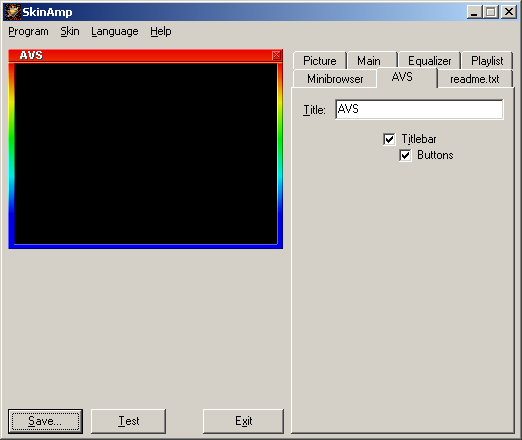 SkinAmp
Program Skin Language Help
AVS
Picture Main Equalizer Playlist
Minibrowser AVS readme.txt
Title: AVS
Titlebar
Buttons
Save... Test Exit